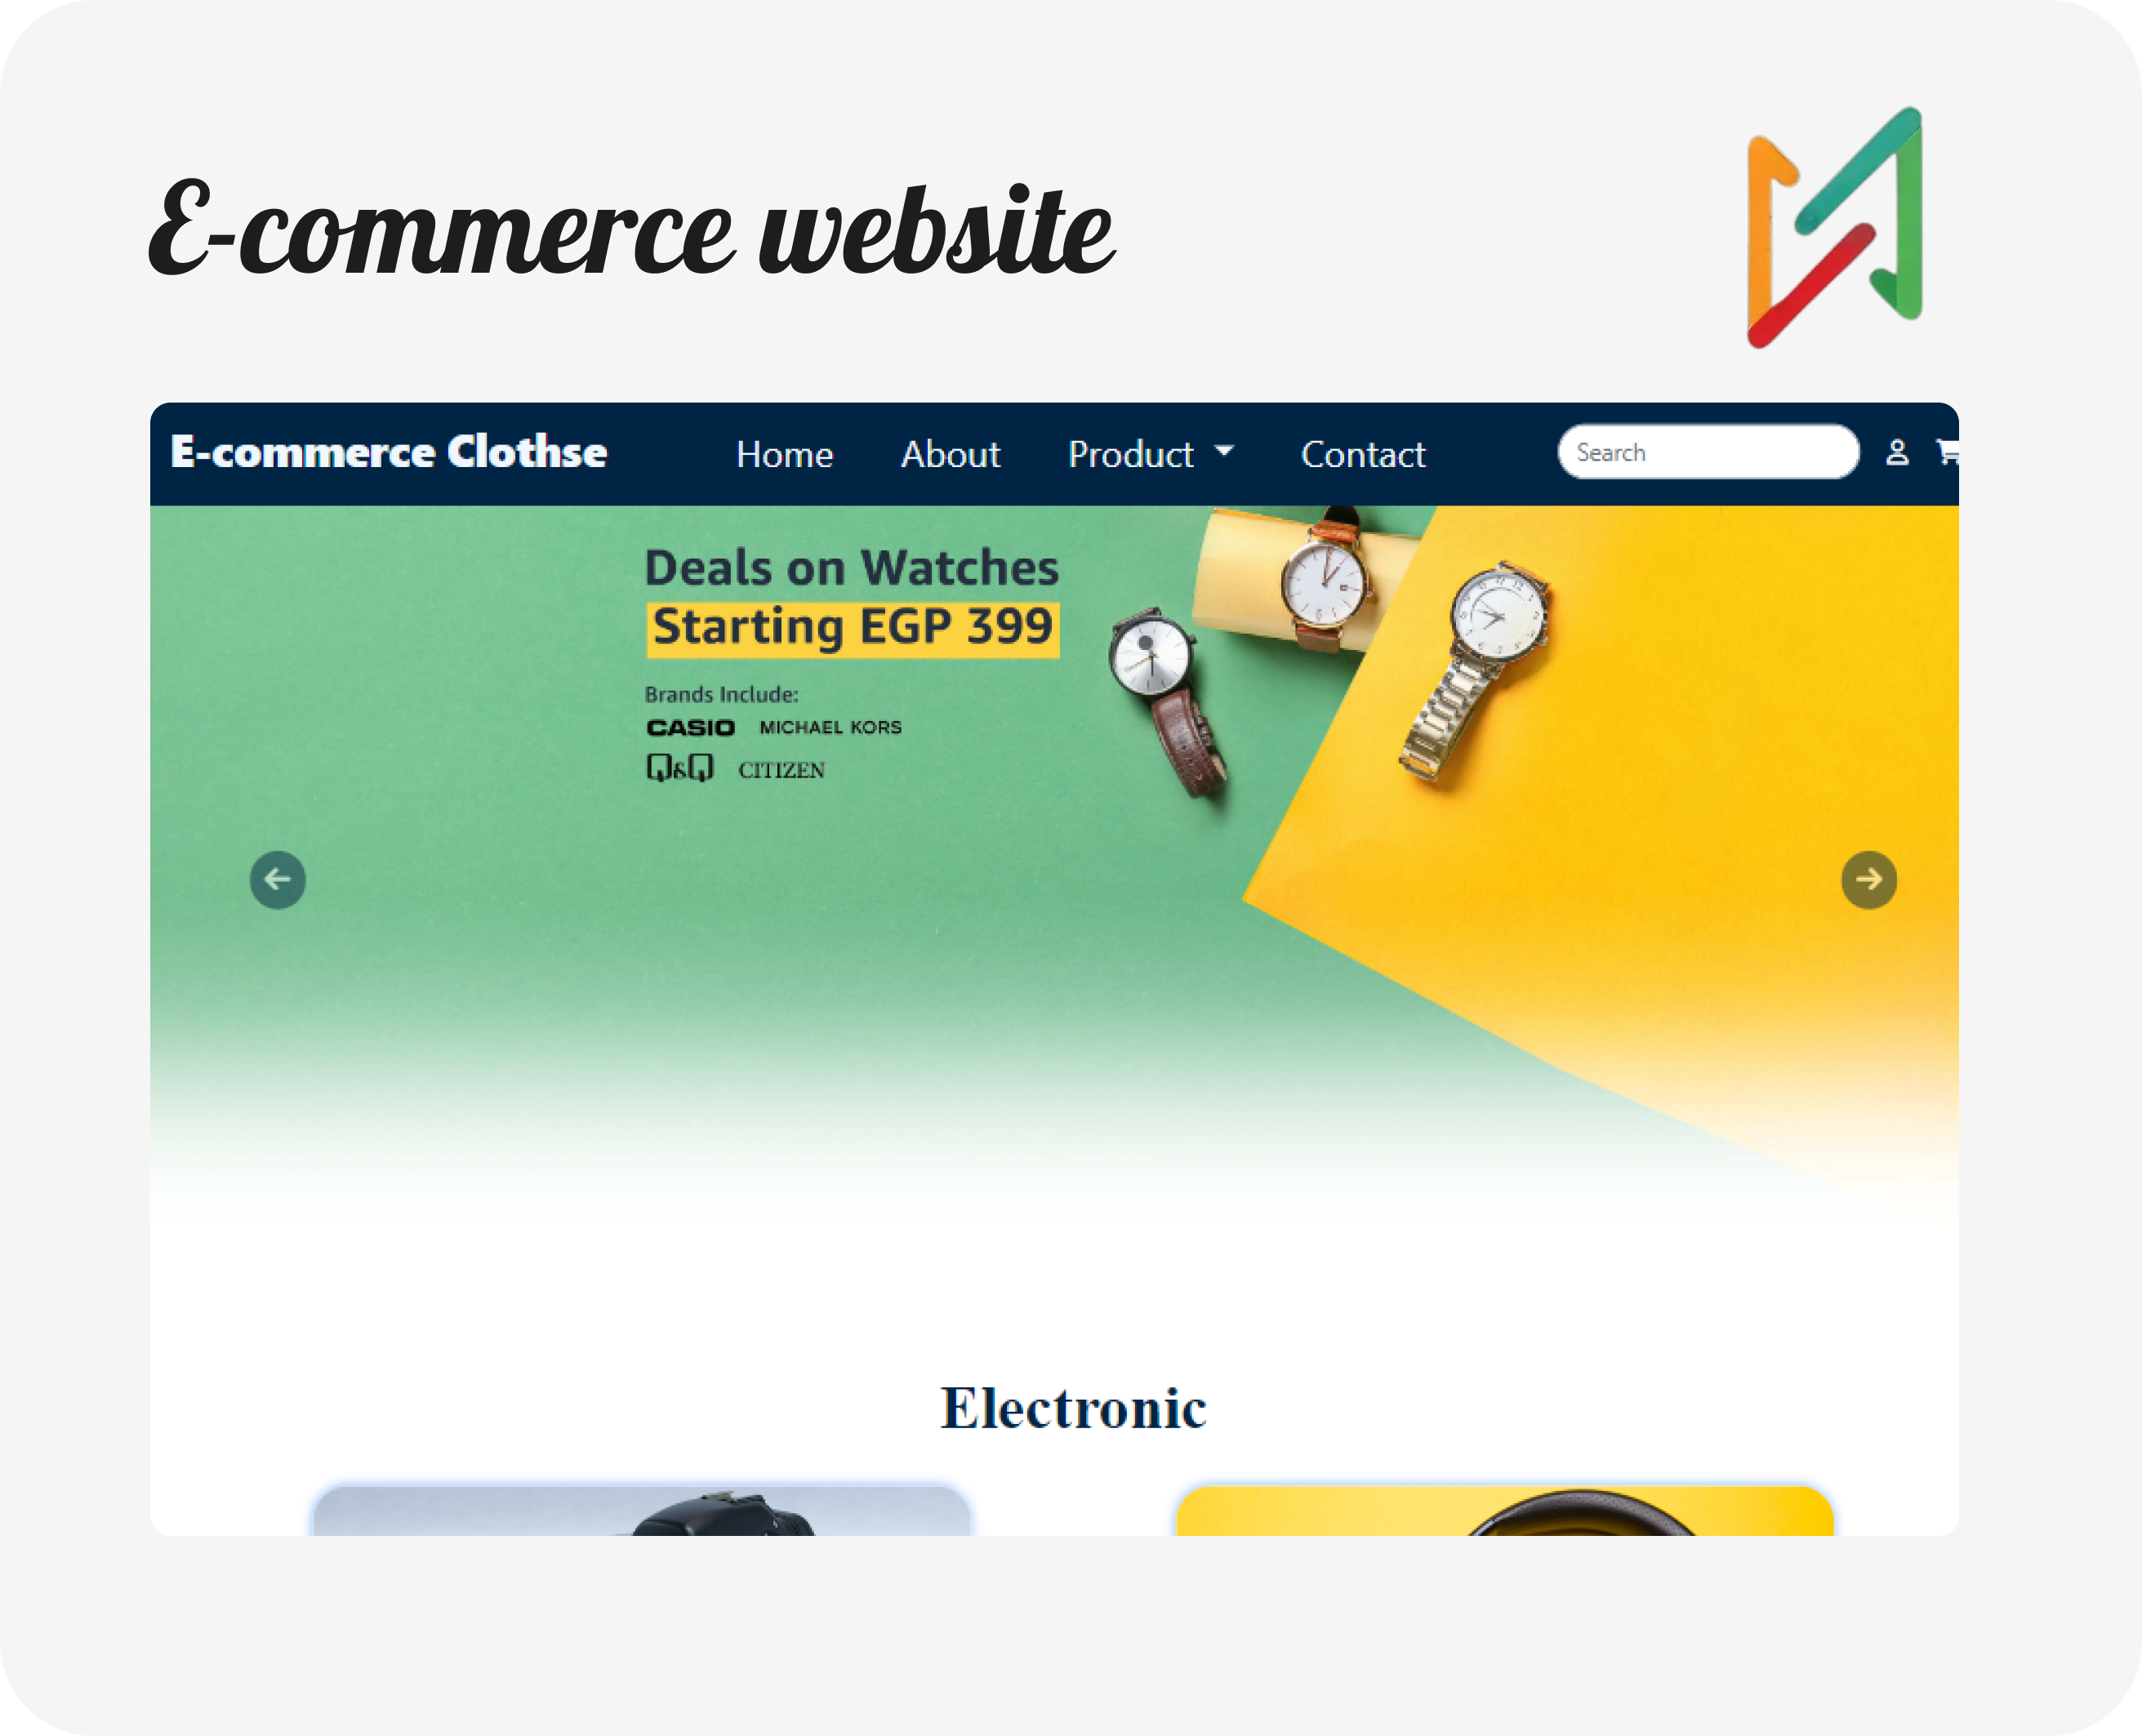 E-commerce website
E-commerce Clothse Home About Product Contact Search
Deals on Watches
Starting EGP 399
Brands Include:
CASIO MICHAEL KORS
Q&Q CITIZEN
Electronic